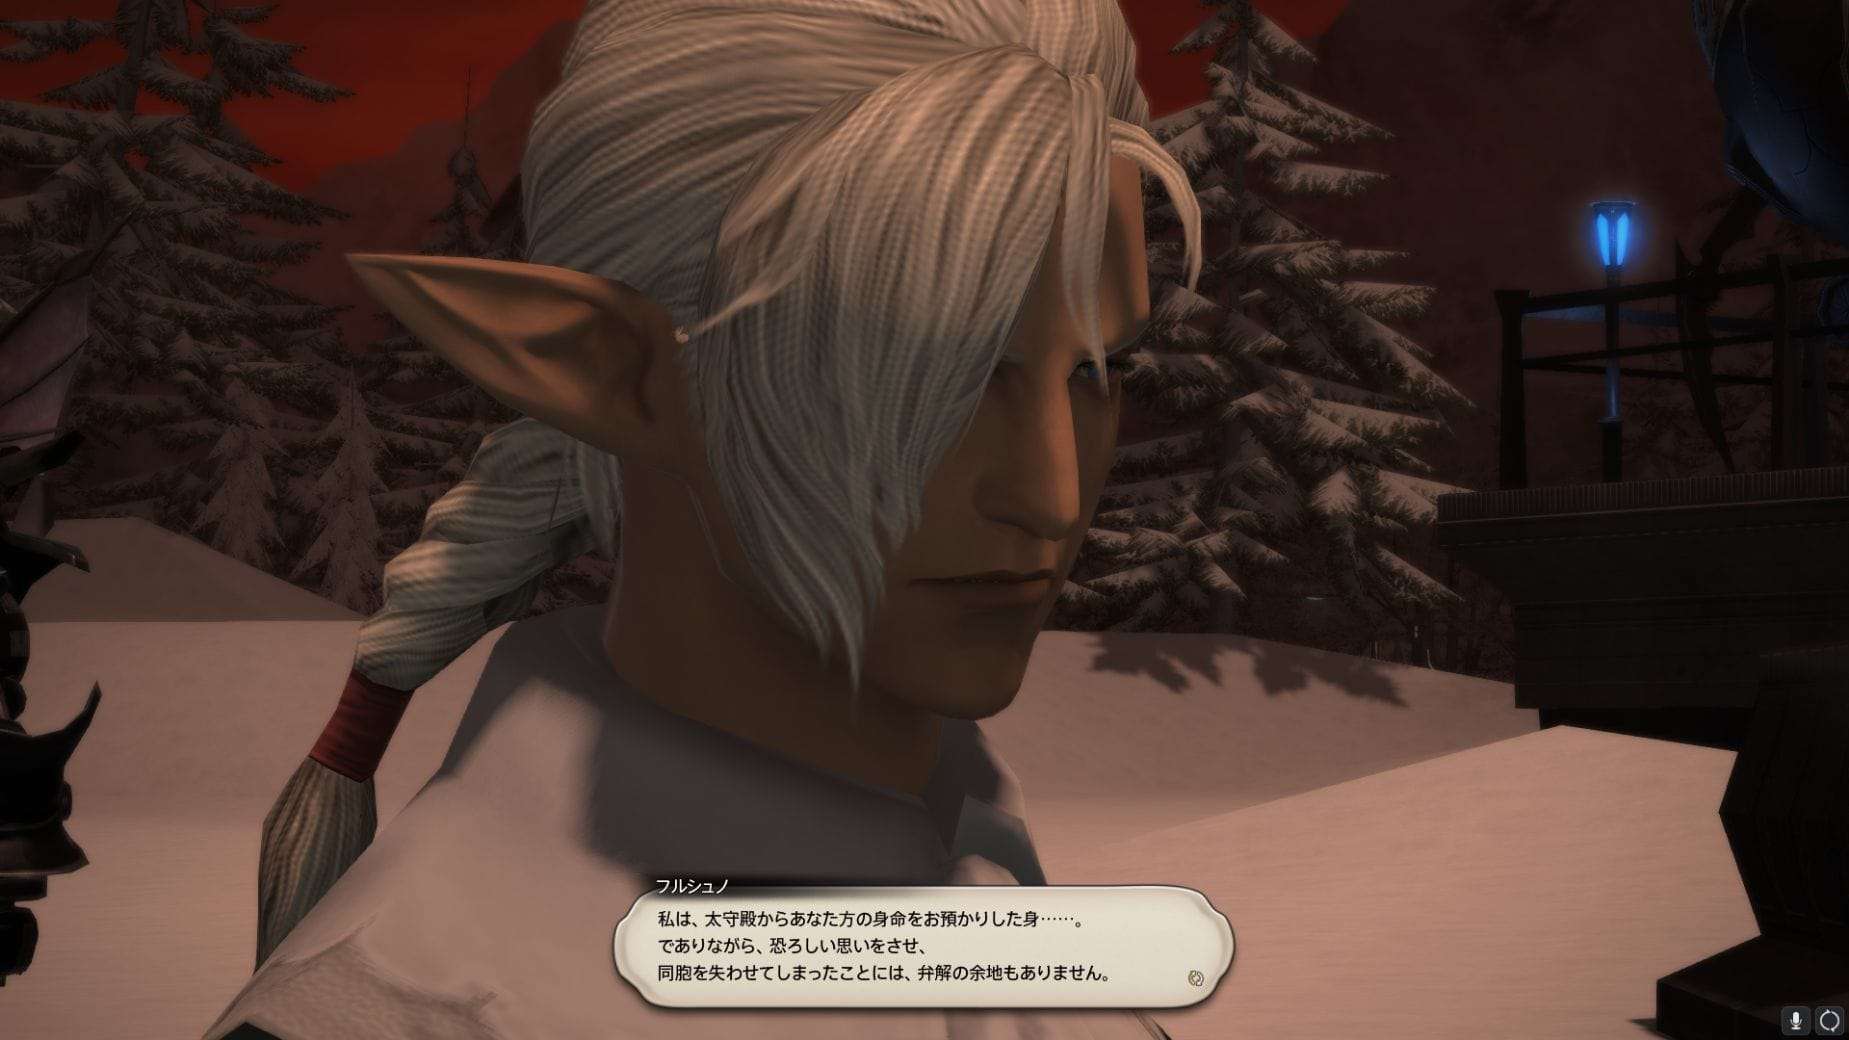 フルシュノ
私は、太守殿からあなた方の身命をお預かりした身……。
でありながら、恐ろしい思いをさせ、
同胞を失わせてしまったことには、弁解の余地もありません。